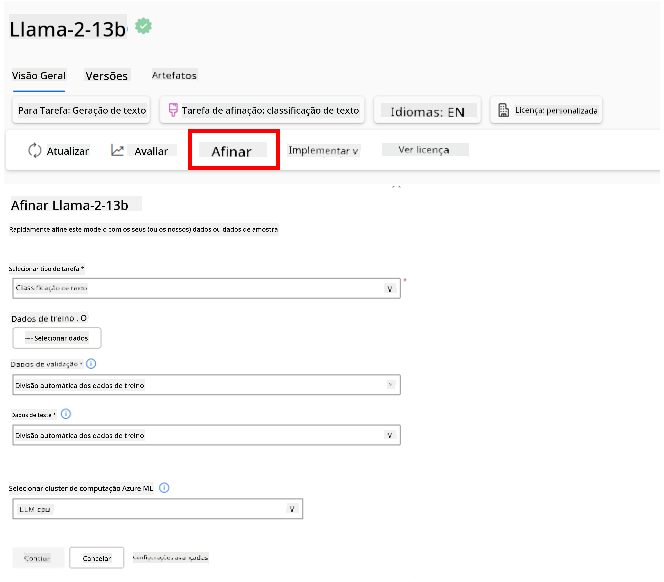 Llama-2-13b
Visão Geral Versões Artefatos
Para Tarefa: Geração de texto Tarefa de afinação: classificação de texto Idiomas: EN Licença: personalizada
Atualizar Avaliar Afinar Implementar v Ver licença
Afinar Llama-2-13b
Rapidamente afine este modelo com os seus (ou os nossos) dados ou dados de amostra
Selecionar tipo de tarefa *
Classificação de texto v
Dados de treino . O
Selecionar dados
Dados de validação *
Divisão automática dos dados de treino
Dados de teste *
Divisão automática dos dados de treino v
Selecionar cluster de computação Azure ML
v
Cancelar Configurações avançadas